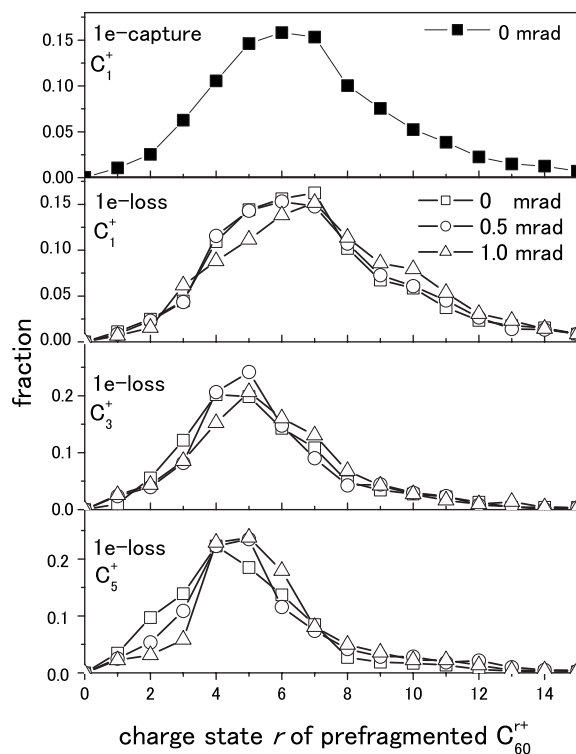 1e-capture
C₁⁺
0 mrad
0.15
0.10
0.05
0.00
1e-loss
C₁⁺
0 mrad
0.5 mrad
1.0 mrad
0.15
0.10
0.05
0.00
fraction
1e-loss
C₃⁺
0.2
0.1
0.0
1e-loss
C₅⁺
0.2
0.1
0.0
0 2 4 6 8 10 12 14
charge state r of prefragmented C₆₀ʳ⁺